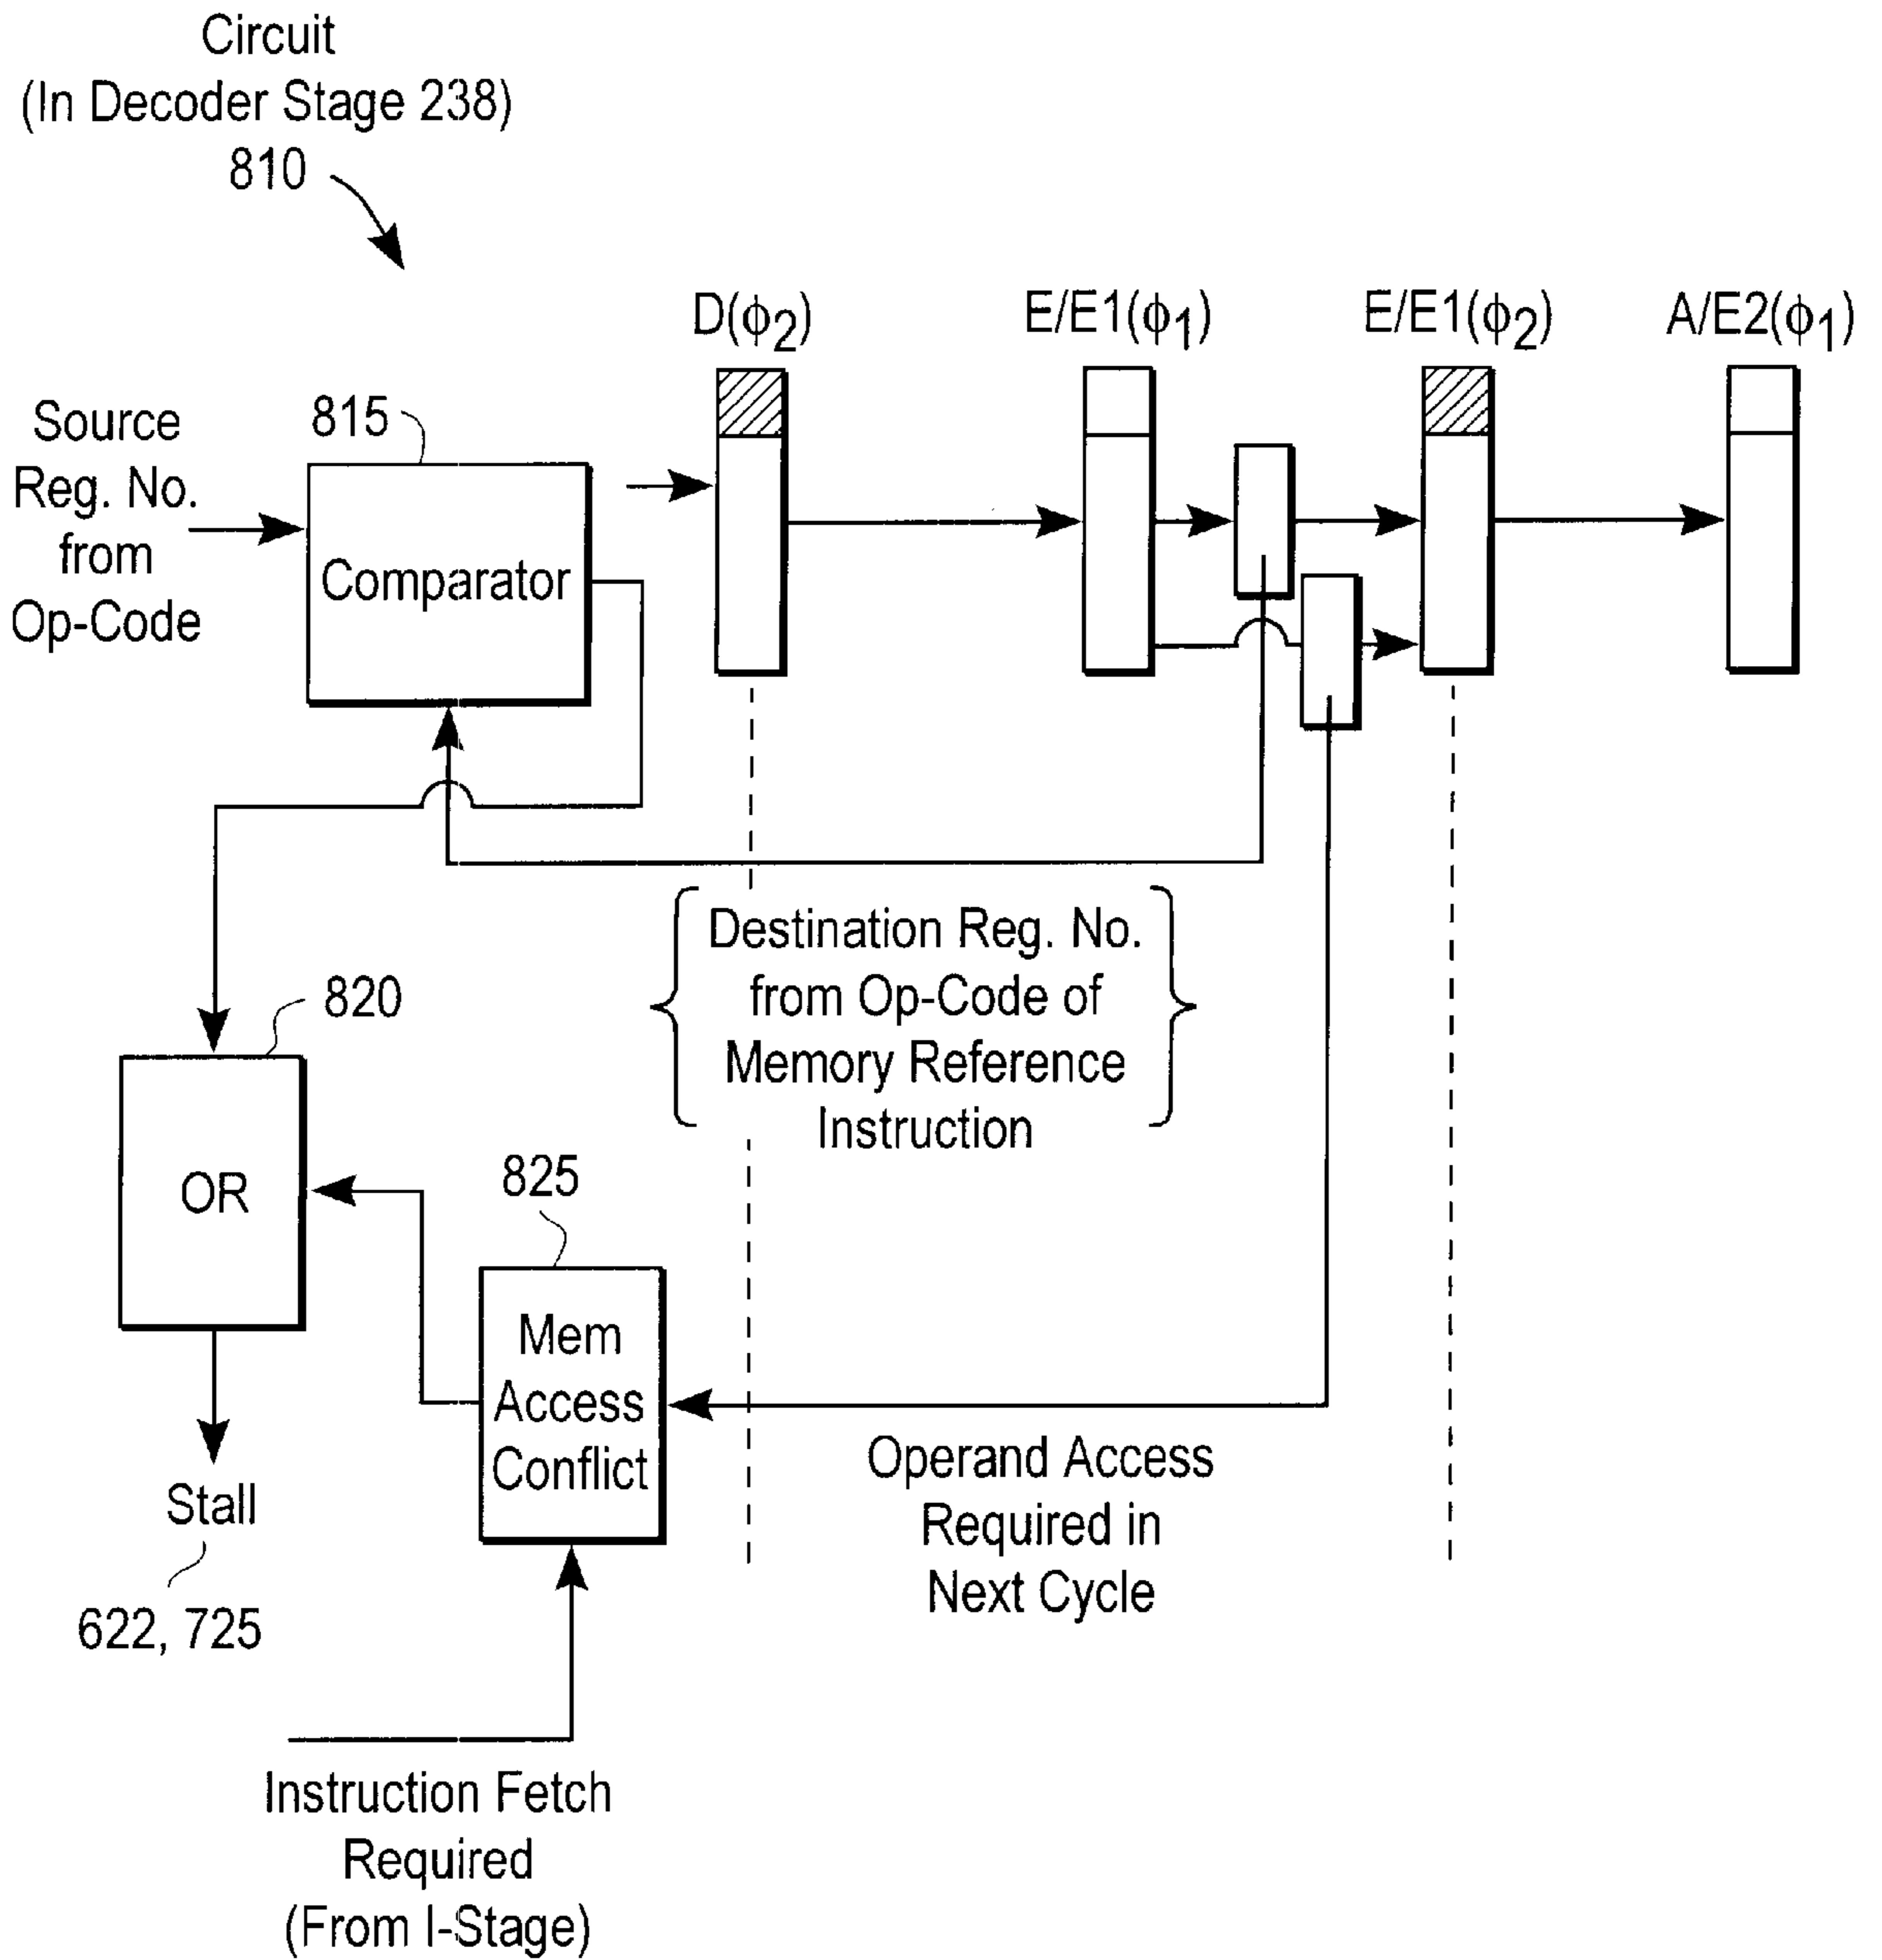 Circuit
(In Decoder Stage 238)
810
D(ϕ2)
E/E1(ϕ1)
E/E1(ϕ2)
A/E2(ϕ1)
Source
Reg. No.
from
Op-Code
815
Comparator
Destination Reg. No.
from Op-Code of
Memory Reference
Instruction
820
OR
825
Mem
Access
Conflict
Stall
622, 725
Operand Access
Required in
Next Cycle
Instruction Fetch
Required
(From I-Stage)